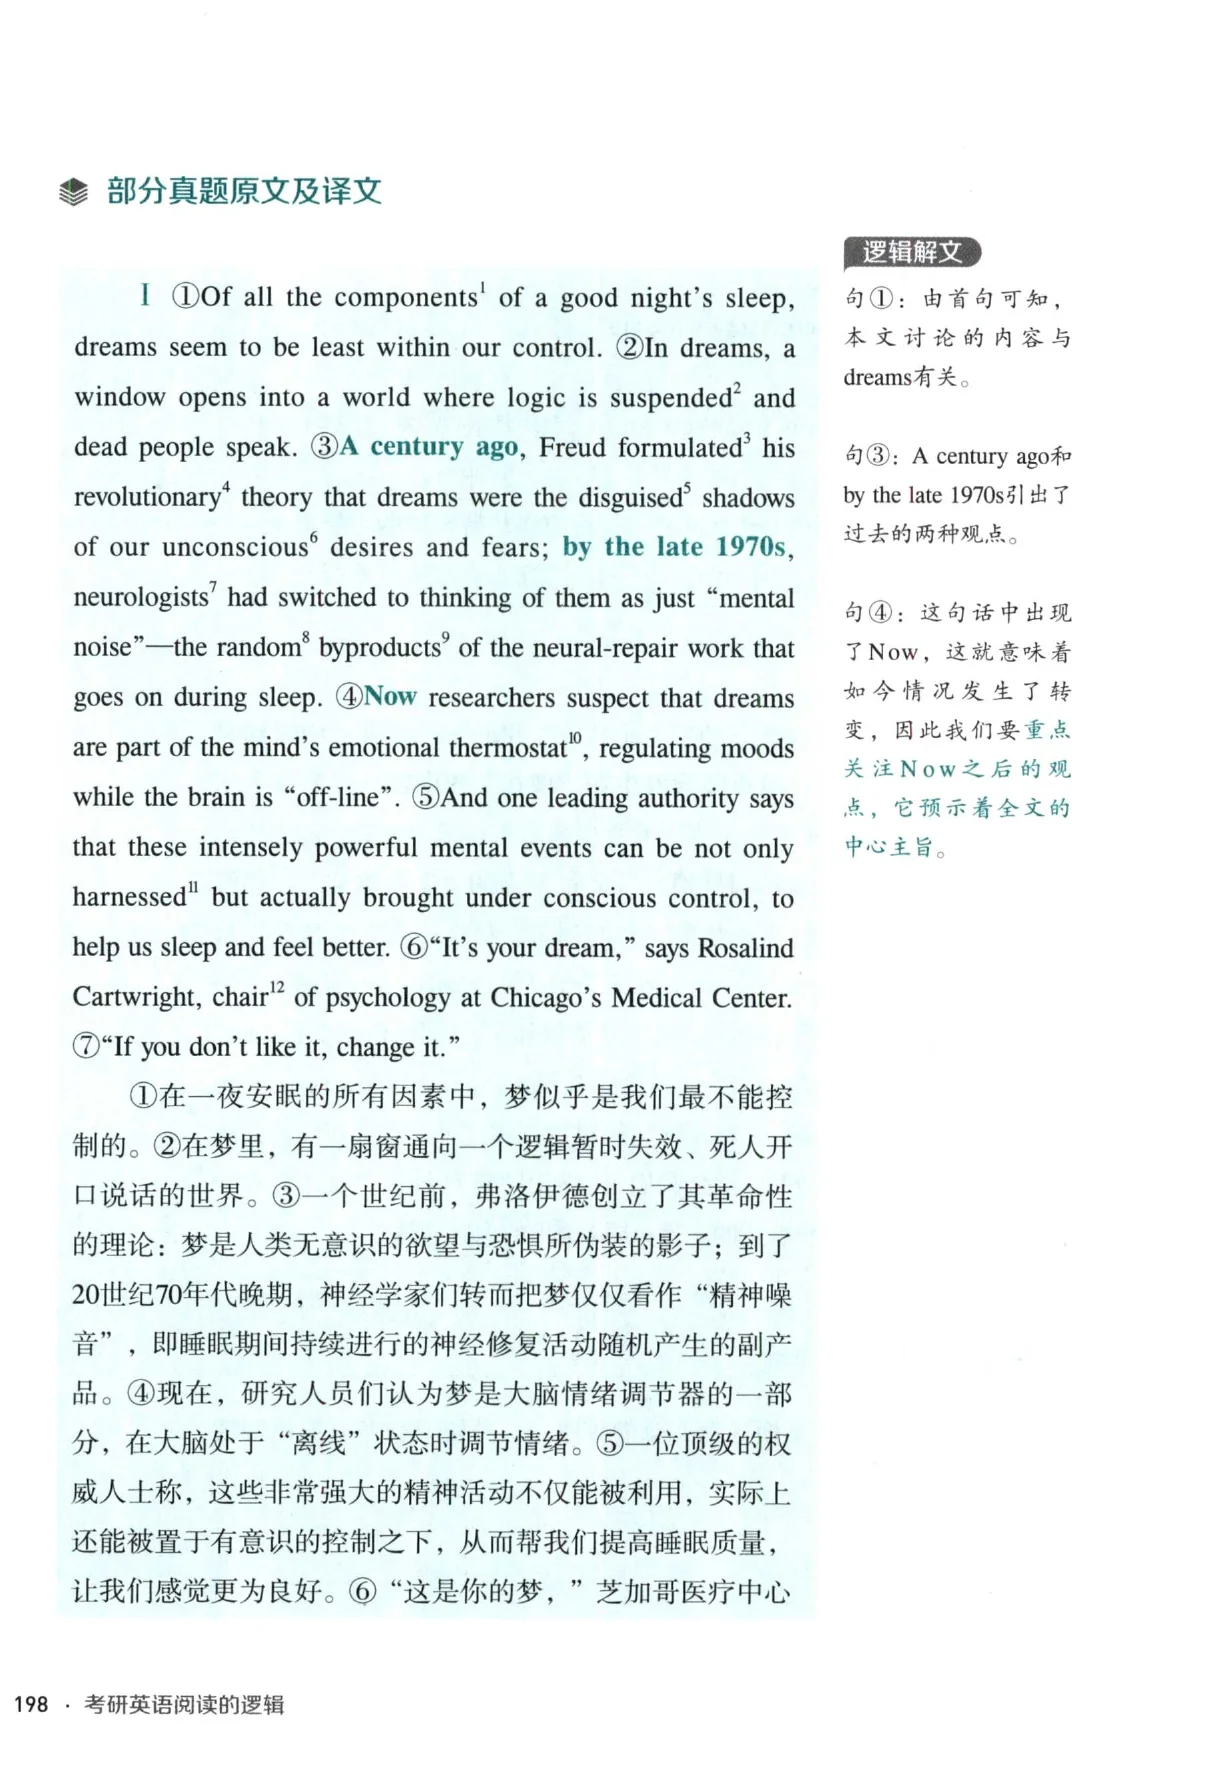 部分真题原文及译文
I ①Of all the components¹ of a good night's sleep,
dreams seem to be least within our control. ②In dreams, a
window opens into a world where logic is suspended² and
dead people speak. ③A century ago, Freud formulated³ his
revolutionary⁴ theory that dreams were the disguised⁵ shadows
of our unconscious⁶ desires and fears; by the late 1970s,
neurologists⁷ had switched to thinking of them as just “mental
noise”—the random⁸ byproducts⁹ of the neural-repair work that
goes on during sleep. ④Now researchers suspect that dreams
are part of the mind's emotional thermostat¹⁰, regulating moods
while the brain is “off-line”. ⑤And one leading authority says
that these intensely powerful mental events can be not only
harnessed¹¹ but actually brought under conscious control, to
help us sleep and feel better. ⑥“It's your dream,” says Rosalind
Cartwright, chair¹² of psychology at Chicago's Medical Center.
⑦“If you don't like it, change it.”
①在一夜安眠的所有因素中，梦似乎是我们最不能控
制的。②在梦里，有一扇窗通向一个逻辑暂时失效、死人开
口说话的世界。③一个世纪前，弗洛伊德创立了其革命性
的理论：梦是人类无意识的欲望与恐惧所伪装的影子；到了
20世纪70年代晚期，神经学家们转而把梦仅仅看作“精神噪
音”，即睡眠期间持续进行的神经修复活动随机产生的副产
品。④现在，研究人员们认为梦是大脑情绪调节器的一部
分，在大脑处于“离线”状态时调节情绪。⑤一位顶级的权
威人士称，这些非常强大的精神活动不仅能被利用，实际上
还能被置于有意识的控制之下，从而帮我们提高睡眠质量，
让我们感觉更为良好。⑥“这是你的梦，”芝加哥医疗中心
逻辑解文
句①：由首句可知，
本文讨论的内容与
dreams有关。
句③：A century ago和
by the late 1970s引出了
过去的两种观点。
句④：这句话中出现
了Now，这就意味着
如今情况发生了转
变，因此我们要重点
关注Now之后的观
点，它预示着全文的
中心主旨。
198 · 考研英语阅读的逻辑